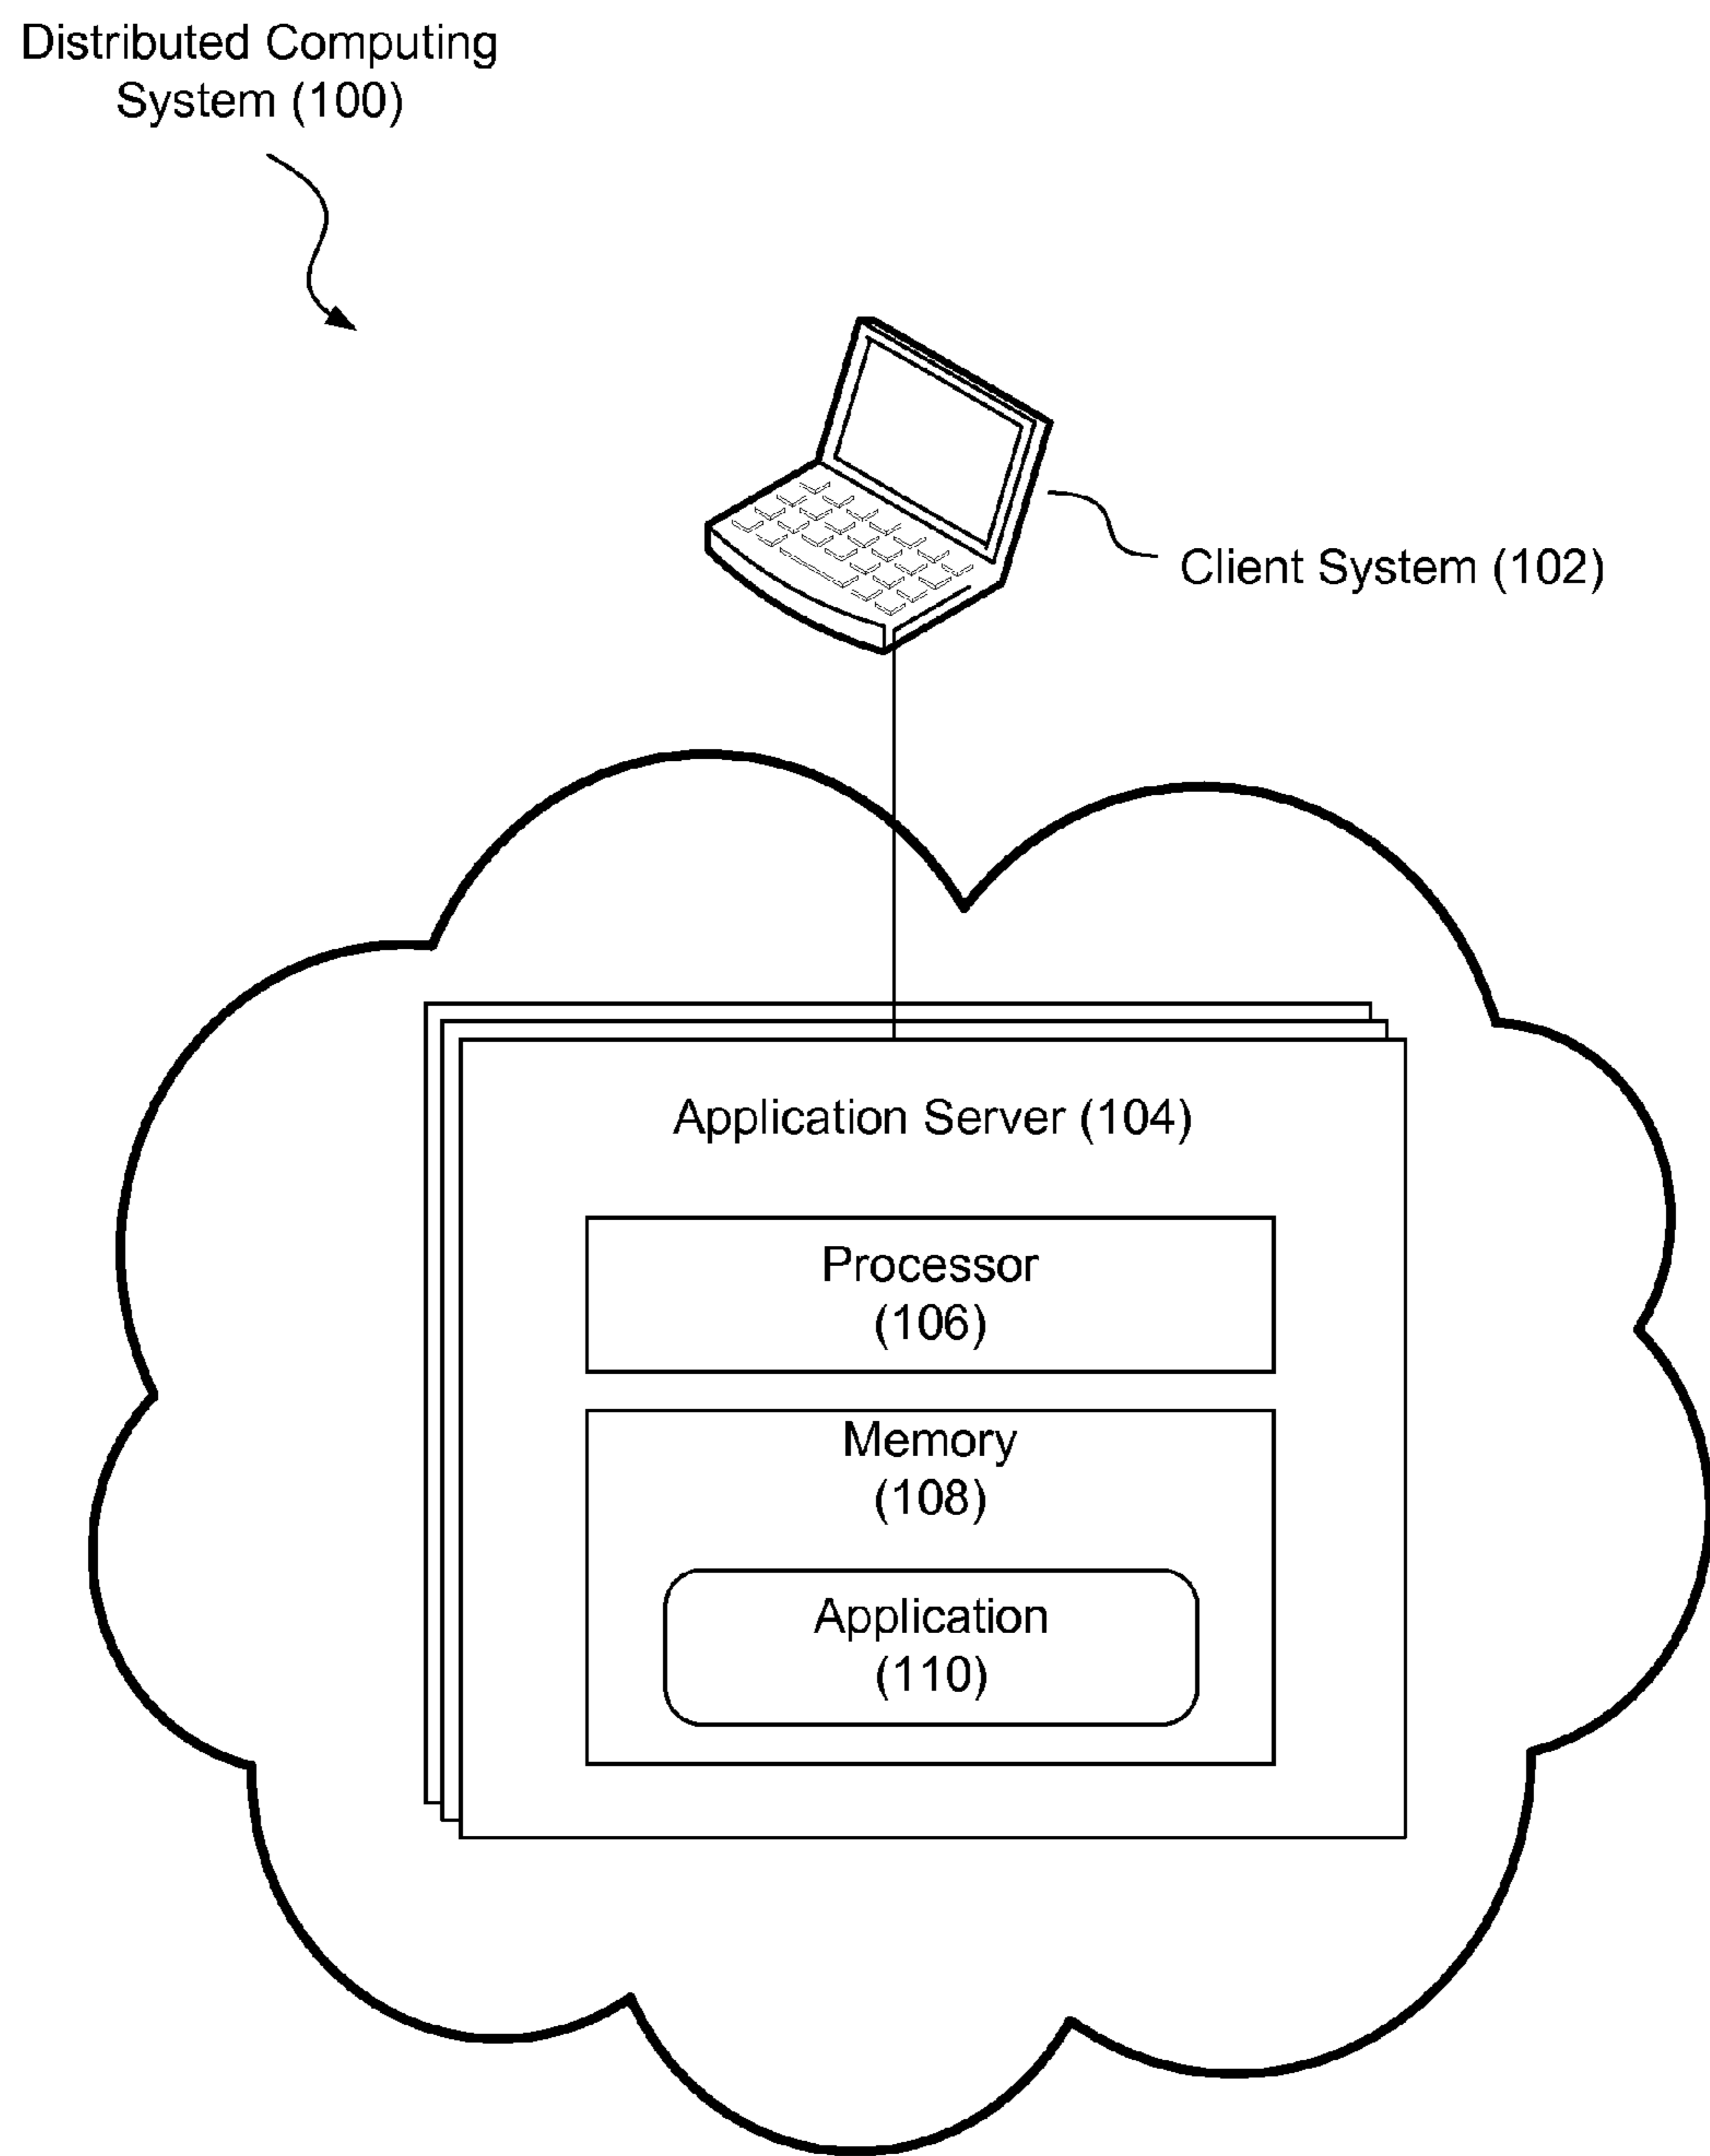 Distributed Computing
System (100)
Client System (102)
Application Server (104)
Processor
(106)
Memory
(108)
Application
(110)